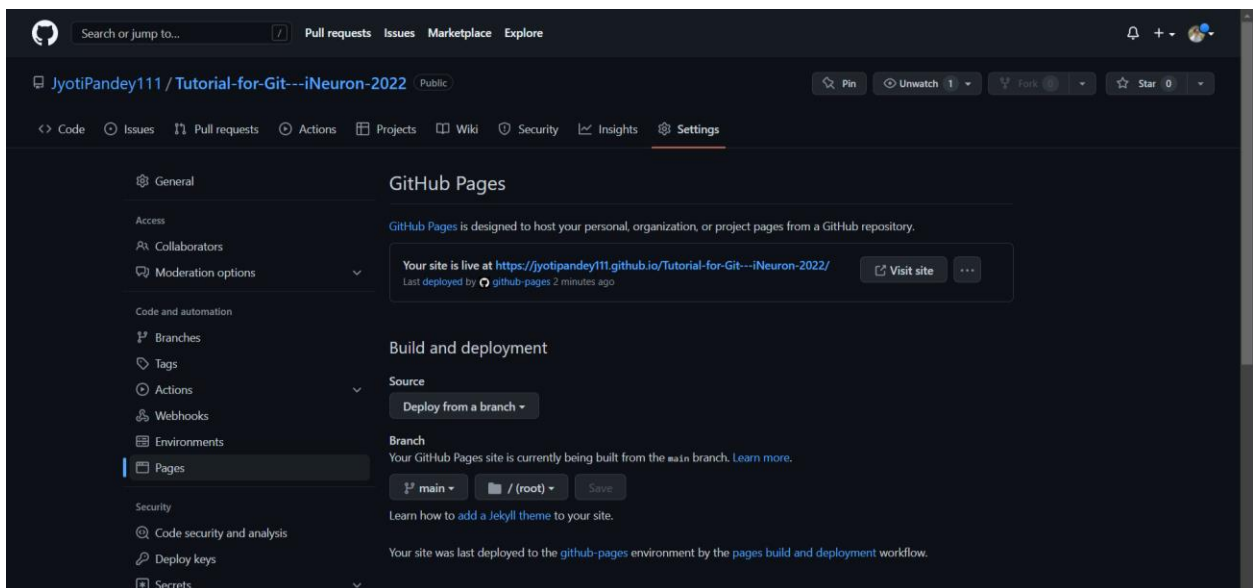 Search or jump to... / Pull requests Issues Marketplace Explore
JyotiPandey111 / Tutorial-for-Git---iNeuron-2022 Public
Pin Unwatch 1 Fork 0 Star 0
Code Issues Pull requests Actions Projects Wiki Security Insights Settings
General
Access
Collaborators
Moderation options
Code and automation
Branches
Tags
Actions
Webhooks
Environments
Pages
Security
Code security and analysis
Deploy keys
Secrets
GitHub Pages
GitHub Pages is designed to host your personal, organization, or project pages from a GitHub repository.
Your site is live at https://jyotipandey111.github.io/Tutorial-for-Git---iNeuron-2022/
Last deployed by github-pages 2 minutes ago
Visit site
Build and deployment
Source
Deploy from a branch
Branch
Your GitHub Pages site is currently being built from the main branch. Learn more.
main / (root) Save
Learn how to add a Jekyll theme to your site.
Your site was last deployed to the github-pages environment by the pages build and deployment workflow.